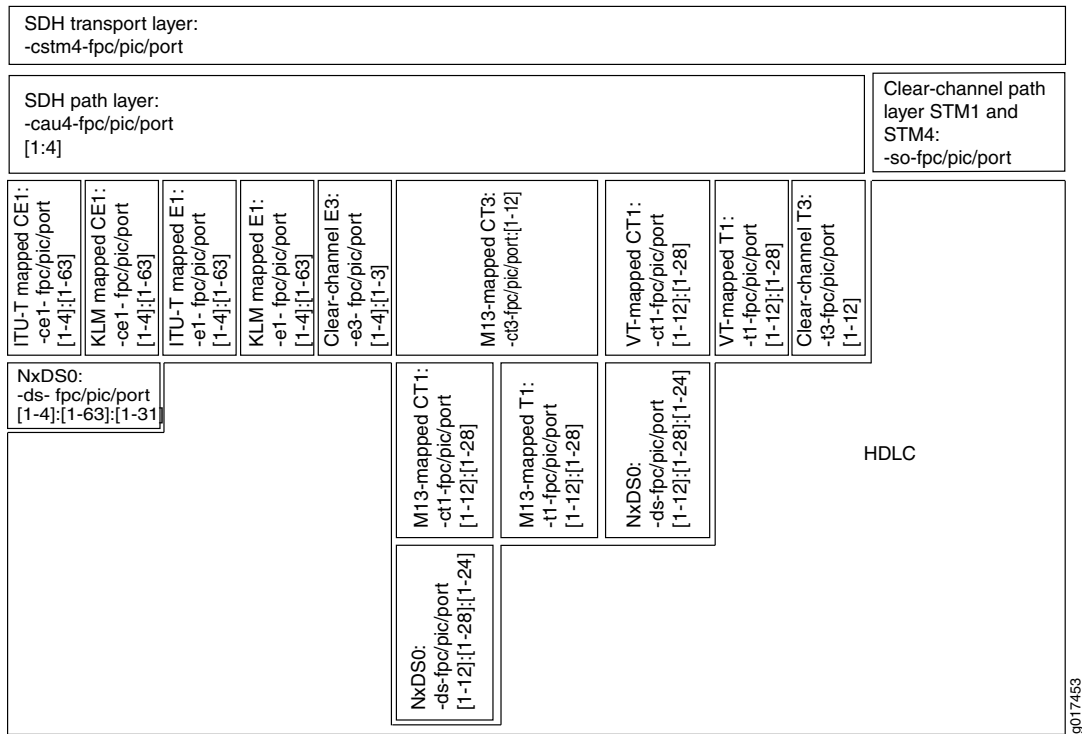 SDH transport layer:
-cstm4-fpc/pic/port
SDH path layer:
-cau4-fpc/pic/port
[1:4]
Clear-channel path
layer STM1 and
STM4:
-so-fpc/pic/port
ITU-T mapped CE1:
-ce1- fpc/pic/port
[1-4]:[1-63]
KLM mapped CE1:
-ce1- fpc/pic/port
[1-4]:[1-63]
ITU-T mapped E1:
-e1- fpc/pic/port
[1-4]:[1-63]
KLM mapped E1:
-e1- fpc/pic/port
[1-4]:[1-63]
Clear-channel E3:
-e3- fpc/pic/port
[1-4]:[1-3]
M13-mapped CT3:
-ct3-fpc/pic/port:[1-12]
VT-mapped CT1:
-ct1-fpc/pic/port
[1-12]:[1-28]
VT-mapped T1:
-t1-fpc/pic/port
[1-12]:[1-28]
Clear-channel T3:
-t3-fpc/pic/port
[1-12]
NxDS0:
-ds- fpc/pic/port
[1-4]:[1-63]:[1-31]
M13-mapped CT1:
-ct1-fpc/pic/port
[1-12]:[1-28]
M13-mapped T1:
-t1-fpc/pic/port
[1-12]:[1-28]
NxDS0:
-ds-fpc/pic/port
[1-12]:[1-28]:[1-24]
HDLC
NxDS0:
-ds-fpc/pic/port
[1-12]:[1-28]:[1-24]
g017453